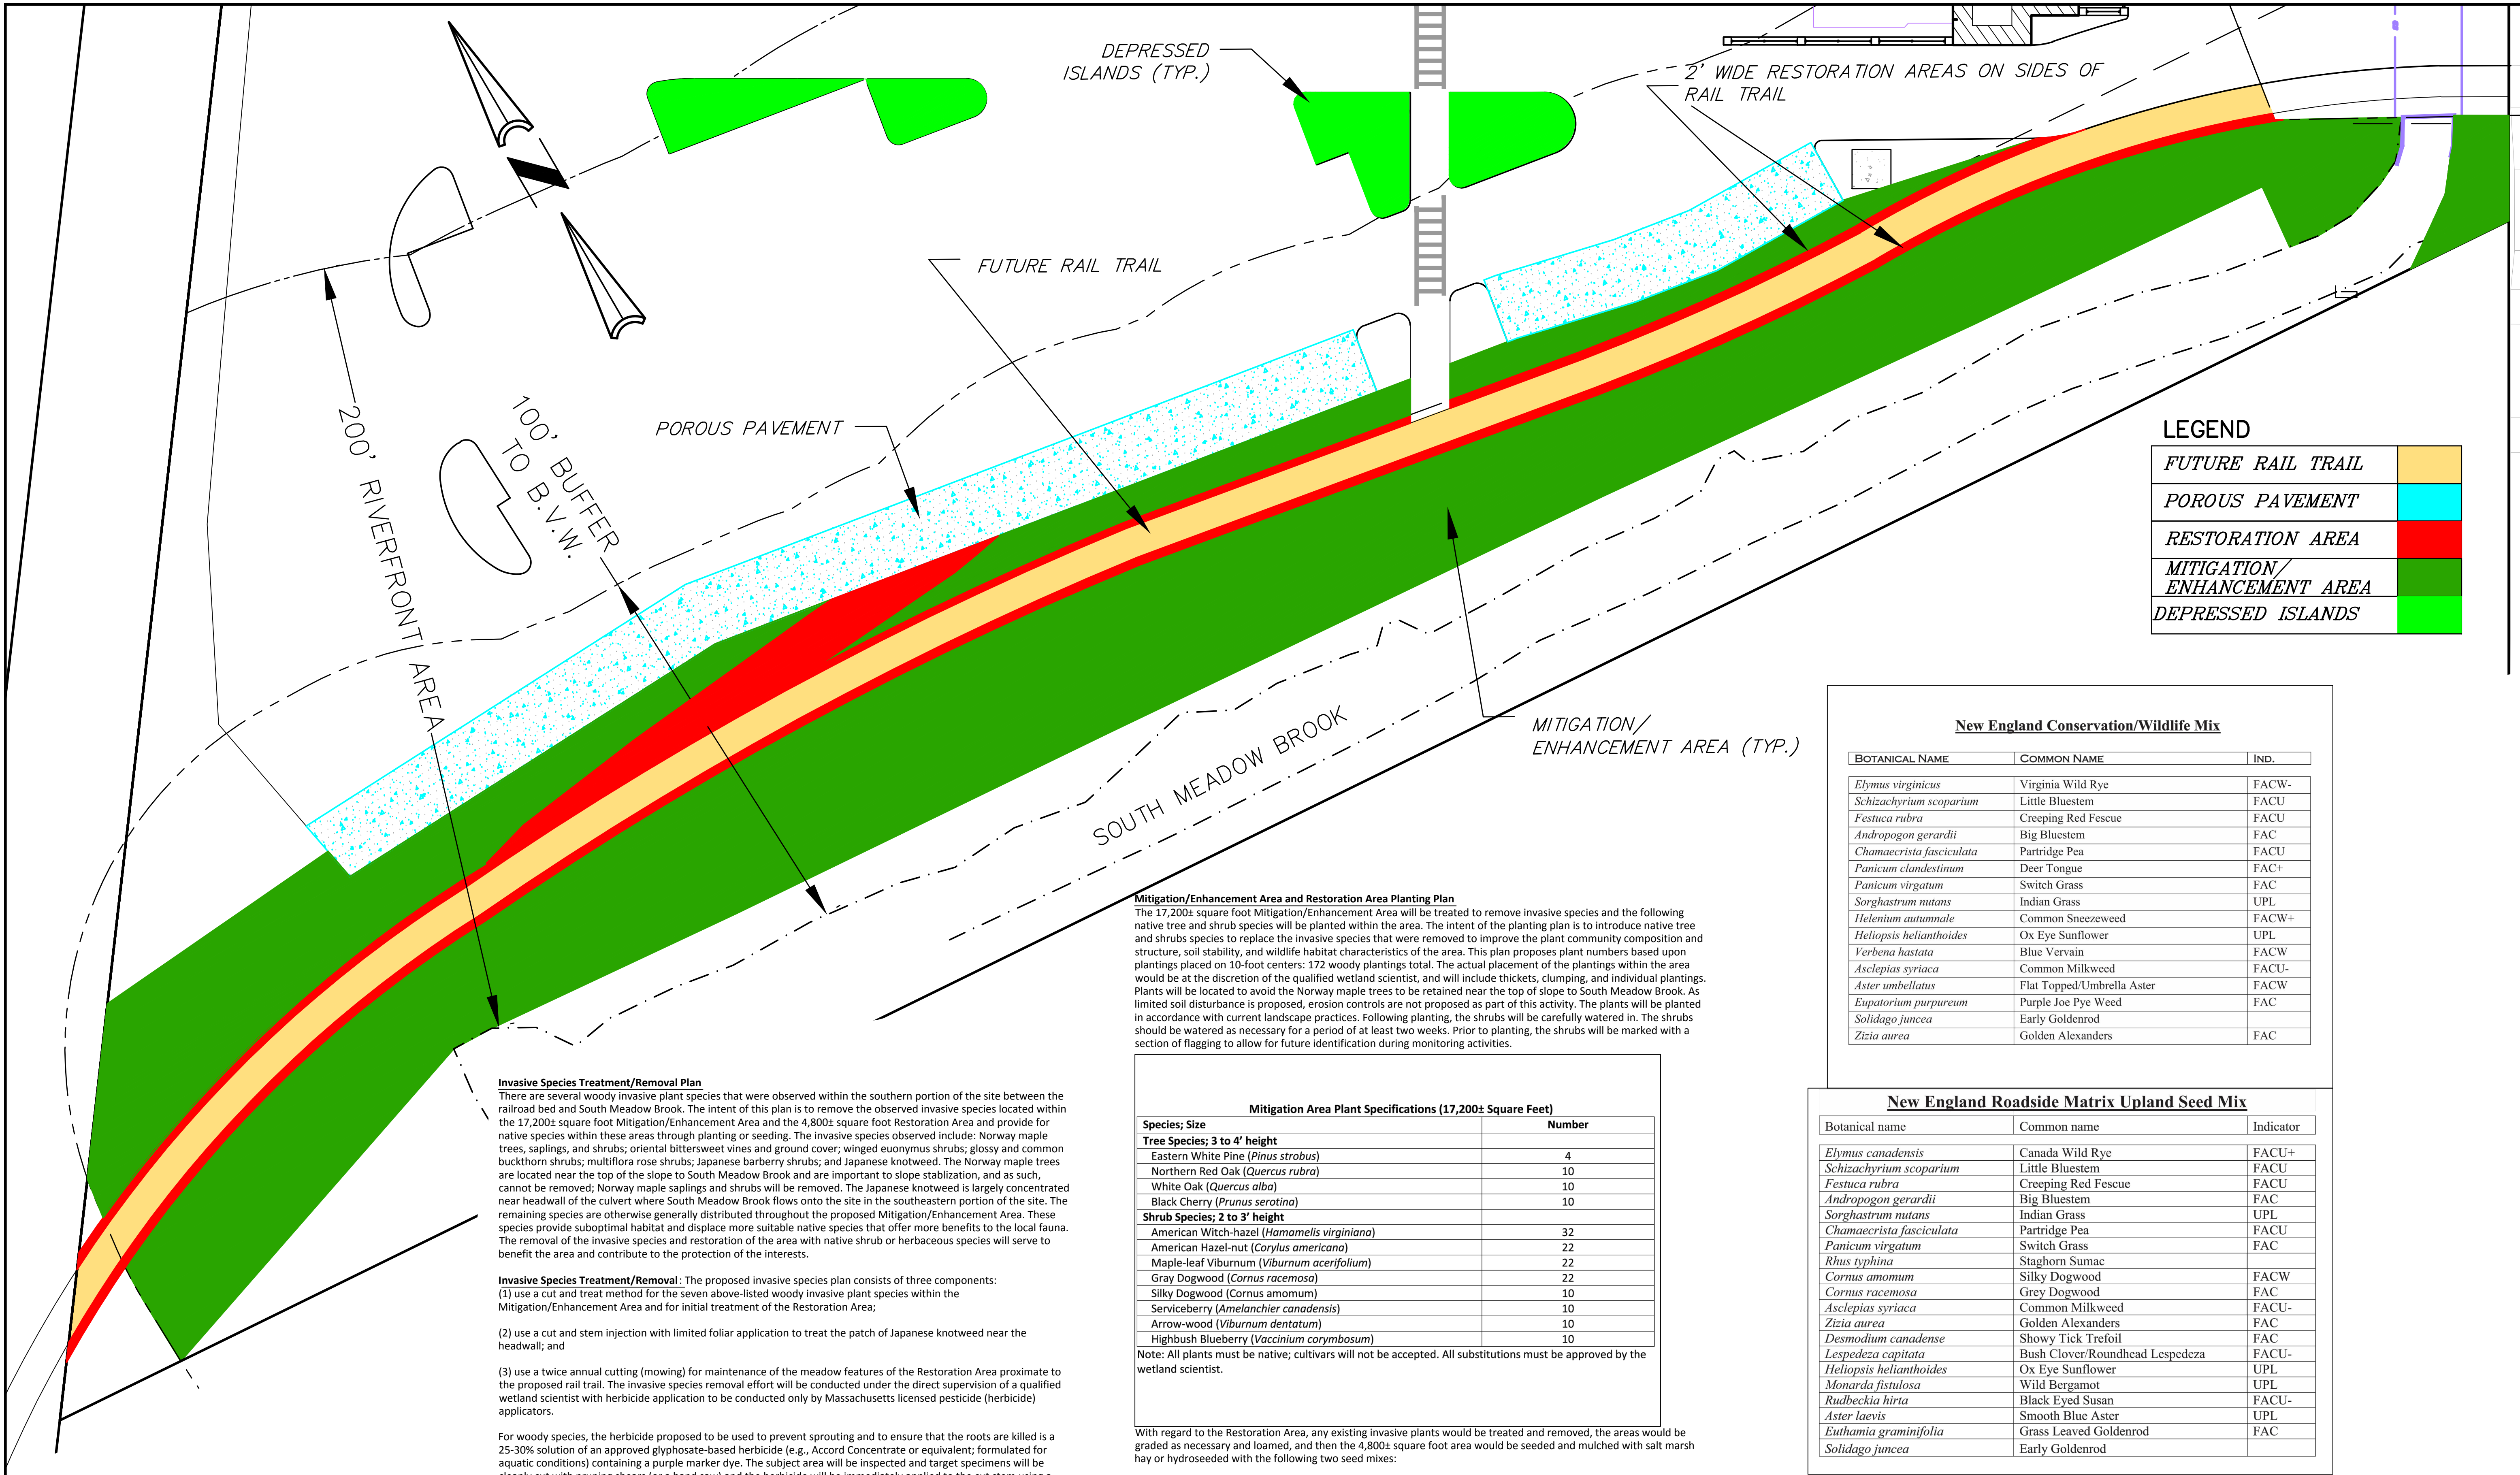 DEPRESSED
ISLANDS (TYP.)
2' WIDE RESTORATION AREAS ON SIDES OF
RAIL TRAIL
FUTURE RAIL TRAIL
POROUS PAVEMENT
200' RIVERFRONT AREA
100' BUFFER
TO B.V.W.
SOUTH MEADOW BROOK
MITIGATION/
ENHANCEMENT AREA (TYP.)
LEGEND
FUTURE RAIL TRAIL
POROUS PAVEMENT
RESTORATION AREA
MITIGATION/
ENHANCEMENT AREA
DEPRESSED ISLANDS
Invasive Species Treatment/Removal Plan
There are several woody invasive plant species that were observed within the southern portion of the site between the
railroad bed and South Meadow Brook. The intent of this plan is to remove the observed invasive species located within
the 17,200± square foot Mitigation/Enhancement Area and the 4,800± square foot Restoration Area and provide for
native species within these areas through planting or seeding. The invasive species observed include: Norway maple
trees, saplings, and shrubs; oriental bittersweet vines and ground cover; winged euonymus shrubs; glossy and common
buckthorn shrubs; multiflora rose shrubs; Japanese barberry shrubs; and Japanese knotweed. The Norway maple trees
are located near the top of the slope to South Meadow Brook and are important to slope stablization, and as such,
cannot be removed; Norway maple saplings and shrubs will be removed. The Japanese knotweed is largely concentrated
near headwall of the culvert where South Meadow Brook flows onto the site in the southeastern portion of the site. The
remaining species are otherwise generally distributed throughout the proposed Mitigation/Enhancement Area. These
species provide suboptimal habitat and displace more suitable native species that offer more benefits to the local fauna.
The removal of the invasive species and restoration of the area with native shrub or herbaceous species will serve to
benefit the area and contribute to the protection of the interests.
Invasive Species Treatment/Removal: The proposed invasive species plan consists of three components:
(1) use a cut and treat method for the seven above-listed woody invasive plant species within the
Mitigation/Enhancement Area and for initial treatment of the Restoration Area;
(2) use a cut and stem injection with limited foliar application to treat the patch of Japanese knotweed near the
headwall; and
(3) use a twice annual cutting (mowing) for maintenance of the meadow features of the Restoration Area proximate to
the proposed rail trail. The invasive species removal effort will be conducted under the direct supervision of a qualified
wetland scientist with herbicide application to be conducted only by Massachusetts licensed pesticide (herbicide)
applicators.
For woody species, the herbicide proposed to be used to prevent sprouting and to ensure that the roots are killed is a
25-30% solution of an approved glyphosate-based herbicide (e.g., Accord Concentrate or equivalent; formulated for
aquatic conditions) containing a purple marker dye. The subject area will be inspected and target specimens will be
Mitigation/Enhancement Area and Restoration Area Planting Plan
The 17,200± square foot Mitigation/Enhancement Area will be treated to remove invasive species and the following
native tree and shrub species will be planted within the area. The intent of the planting plan is to introduce native tree
and shrubs species to replace the invasive species that were removed to improve the plant community composition and
structure, soil stability, and wildlife habitat characteristics of the area. This plan proposes plant numbers based upon
plantings placed on 10-foot centers: 172 woody plantings total. The actual placement of the plantings within the area
would be at the discretion of the qualified wetland scientist, and will include thickets, clumping, and individual plantings.
Plants will be located to avoid the Norway maple trees to be retained near the top of slope to South Meadow Brook. As
limited soil disturbance is proposed, erosion controls are not proposed as part of this activity. The plants will be planted
in accordance with current landscape practices. Following planting, the shrubs will be carefully watered in. The shrubs
should be watered as necessary for a period of at least two weeks. Prior to planting, the shrubs will be marked with a
section of flagging to allow for future identification during monitoring activities.
Mitigation Area Plant Specifications (17,200± Square Feet)
Species; Size Number
Tree Species; 3 to 4' height
Eastern White Pine (Pinus strobus) 4
Northern Red Oak (Quercus rubra) 10
White Oak (Quercus alba) 10
Black Cherry (Prunus serotina) 10
Shrub Species; 2 to 3' height
American Witch-hazel (Hamamelis virginiana) 32
American Hazel-nut (Corylus americana) 22
Maple-leaf Viburnum (Viburnum acerifolium) 22
Gray Dogwood (Cornus racemosa) 22
Silky Dogwood (Cornus amomum) 10
Serviceberry (Amelanchier canadensis) 10
Arrow-wood (Viburnum dentatum) 10
Highbush Blueberry (Vaccinium corymbosum) 10
Note: All plants must be native; cultivars will not be accepted. All substitutions must be approved by the
wetland scientist.
With regard to the Restoration Area, any existing invasive plants would be treated and removed, the areas would be
graded as necessary and loamed, and then the 4,800± square foot area would be seeded and mulched with salt marsh
hay or hydroseeded with the following two seed mixes:
New England Conservation/Wildlife Mix
BOTANICAL NAME COMMON NAME IND.
Elymus virginicus Virginia Wild Rye FACW-
Schizachyrium scoparium Little Bluestem FACU
Festuca rubra Creeping Red Fescue FACU
Andropogon gerardii Big Bluestem FAC
Chamaecrista fasciculata Partridge Pea FACU
Panicum clandestinum Deer Tongue FAC+
Panicum virgatum Switch Grass FAC
Sorghastrum nutans Indian Grass UPL
Helenium autumnale Common Sneezeweed FACW+
Heliopsis helianthoides Ox Eye Sunflower UPL
Verbena hastata Blue Vervain FACW
Asclepias syriaca Common Milkweed FACU-
Aster umbellatus Flat Topped/Umbrella Aster FACW
Eupatorium purpureum Purple Joe Pye Weed FAC
Solidago juncea Early Goldenrod
Zizia aurea Golden Alexanders FAC
New England Roadside Matrix Upland Seed Mix
Botanical name Common name Indicator
Elymus canadensis Canada Wild Rye FACU+
Schizachyrium scoparium Little Bluestem FACU
Festuca rubra Creeping Red Fescue FACU
Andropogon gerardii Big Bluestem FAC
Sorghastrum nutans Indian Grass UPL
Chamaecrista fasciculata Partridge Pea FACU
Panicum virgatum Switch Grass FAC
Rhus typhina Staghorn Sumac
Cornus amomum Silky Dogwood FACW
Cornus racemosa Grey Dogwood FAC
Asclepias syriaca Common Milkweed FACU-
Zizia aurea Golden Alexanders FAC
Desmodium canadense Showy Tick Trefoil FAC
Lespedeza capitata Bush Clover/Roundhead Lespedeza FACU-
Heliopsis helianthoides Ox Eye Sunflower UPL
Monarda fistulosa Wild Bergamot UPL
Rudbeckia hirta Black Eyed Susan FACU-
Aster laevis Smooth Blue Aster UPL
Euthamia graminifolia Grass Leaved Goldenrod FAC
Solidago juncea Early Goldenrod